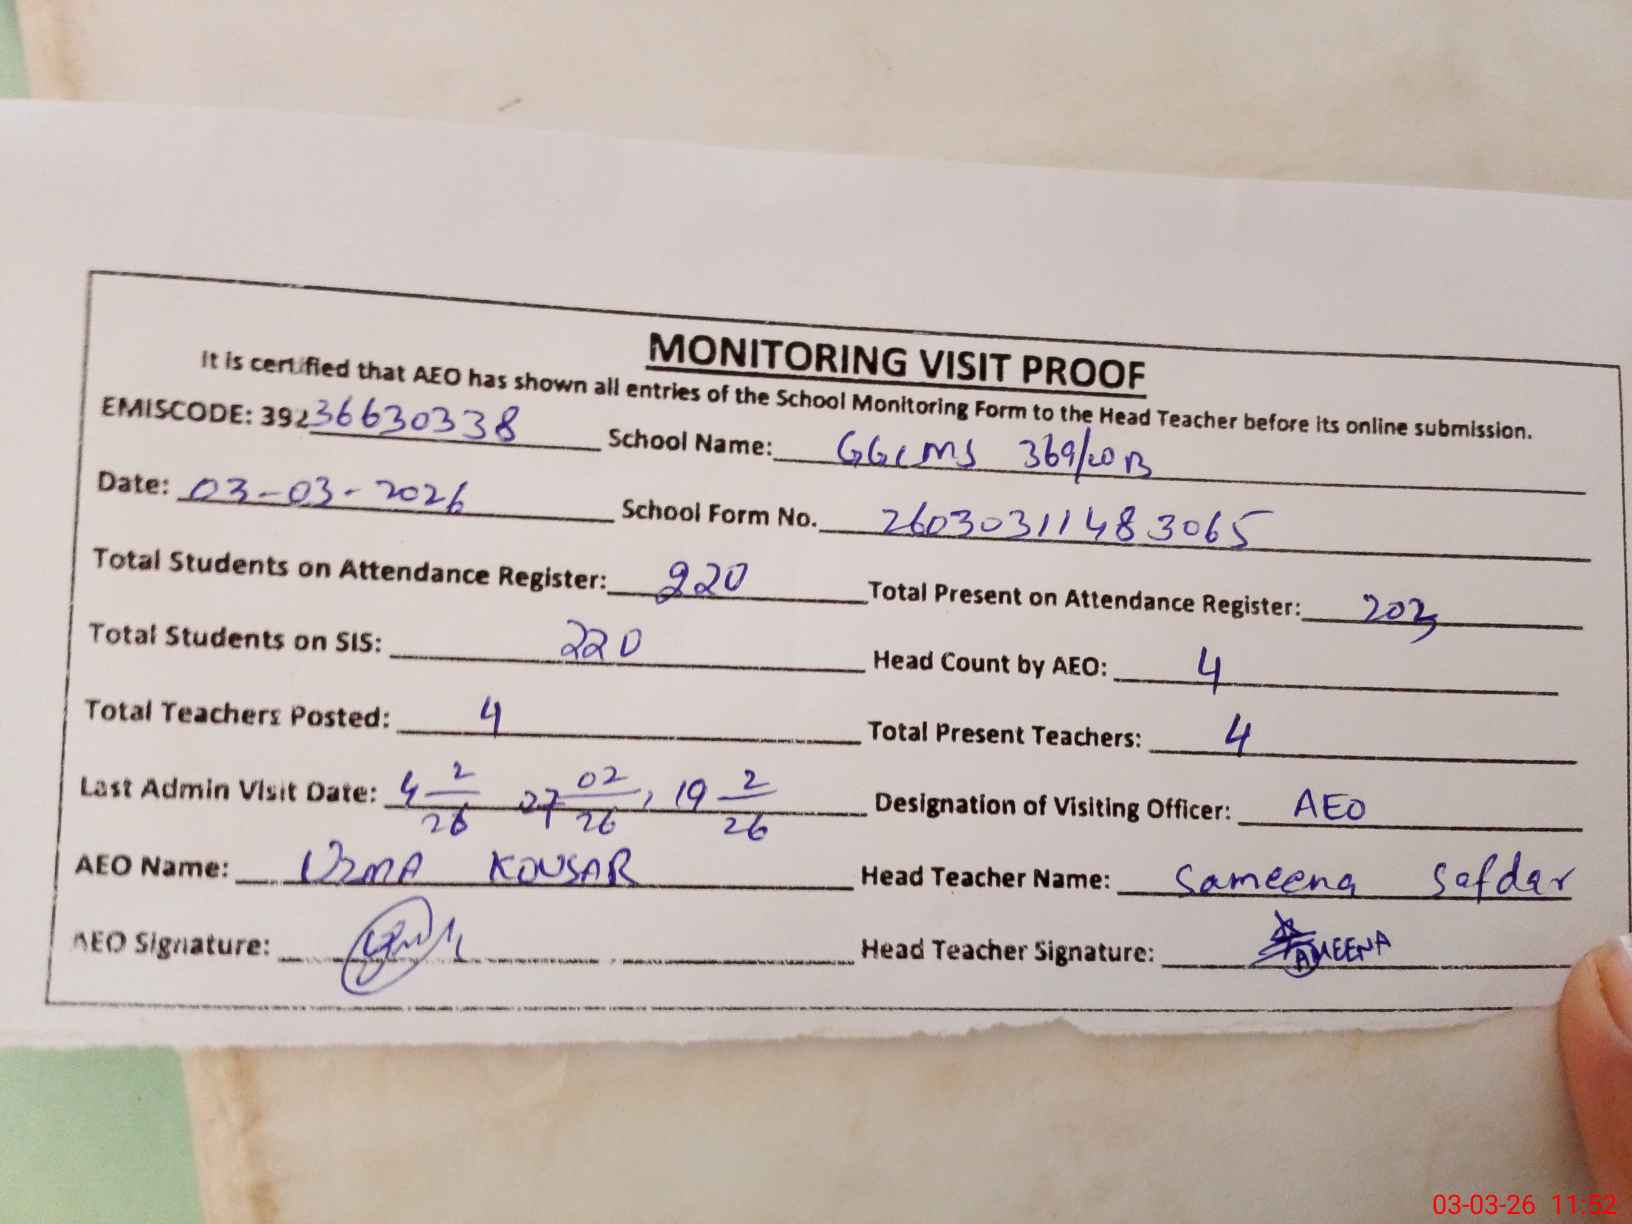 MONITORING VISIT PROOF
It is certified that AEO has shown all entries of the School Monitoring Form to the Head Teacher before its online submission.
EMISCODE: 39236630338 School Name: GGCMS 369/WB
Date: 03-03-2026 School Form No. 26030311483065
Total Students on Attendance Register: 220 Total Present on Attendance Register: 203
Total Students on SIS: 220 Head Count by AEO: 4
Total Teachers Posted: 4 Total Present Teachers: 4
Last Admin Visit Date: 4 2/26 27 02/26, 19 2/26 Designation of Visiting Officer: AEO
AEO Name: UZMA KOUSAR Head Teacher Name: Sameena Safdar
AEO Signature: Head Teacher Signature: SAMEENA
03-03-26 11:52